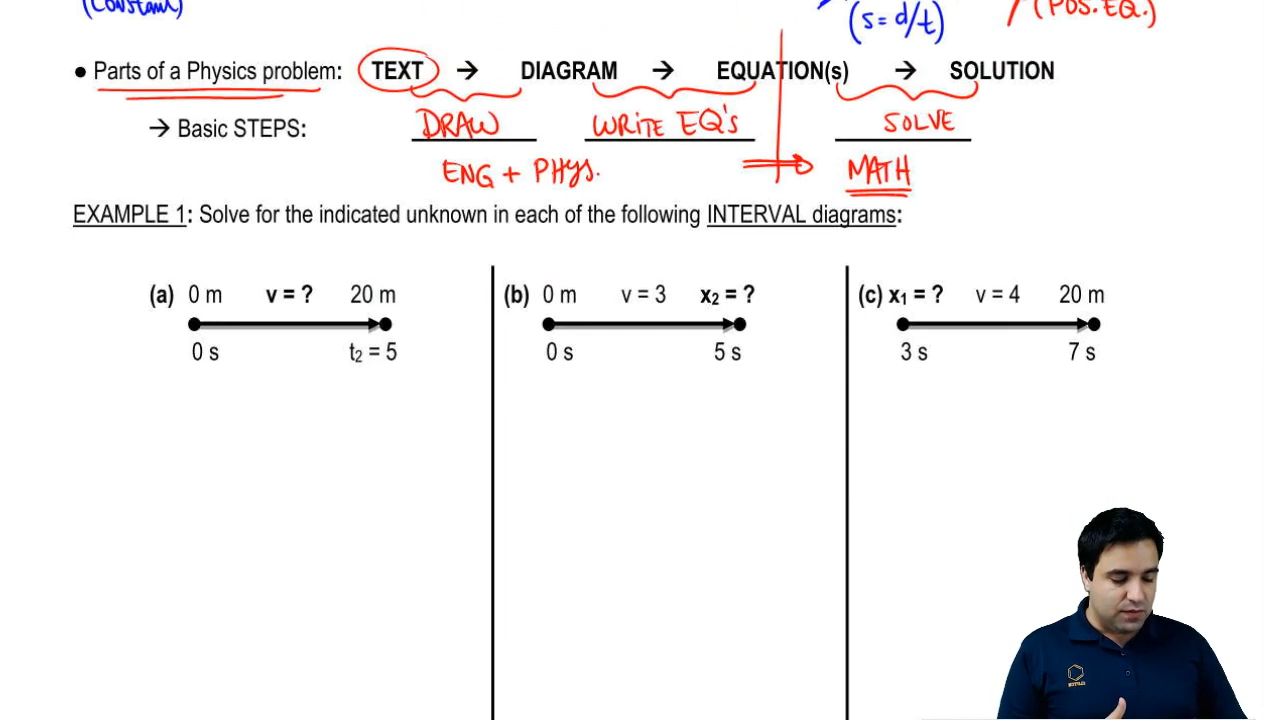 (constant)
(s = d/t)
(POS. EQ.)
● Parts of a Physics problem: TEXT → DIAGRAM → EQUATION(s) → SOLUTION
→ Basic STEPS: DRAW WRITE EQ'S SOLVE
ENG + PHYS. ⇒ MATH
EXAMPLE 1: Solve for the indicated unknown in each of the following INTERVAL diagrams:
(a) 0 m v = ? 20 m
0 s t₂ = 5
(b) 0 m v = 3 x₂ = ?
0 s 5 s
(c) x₁ = ? v = 4 20 m
3 s 7 s